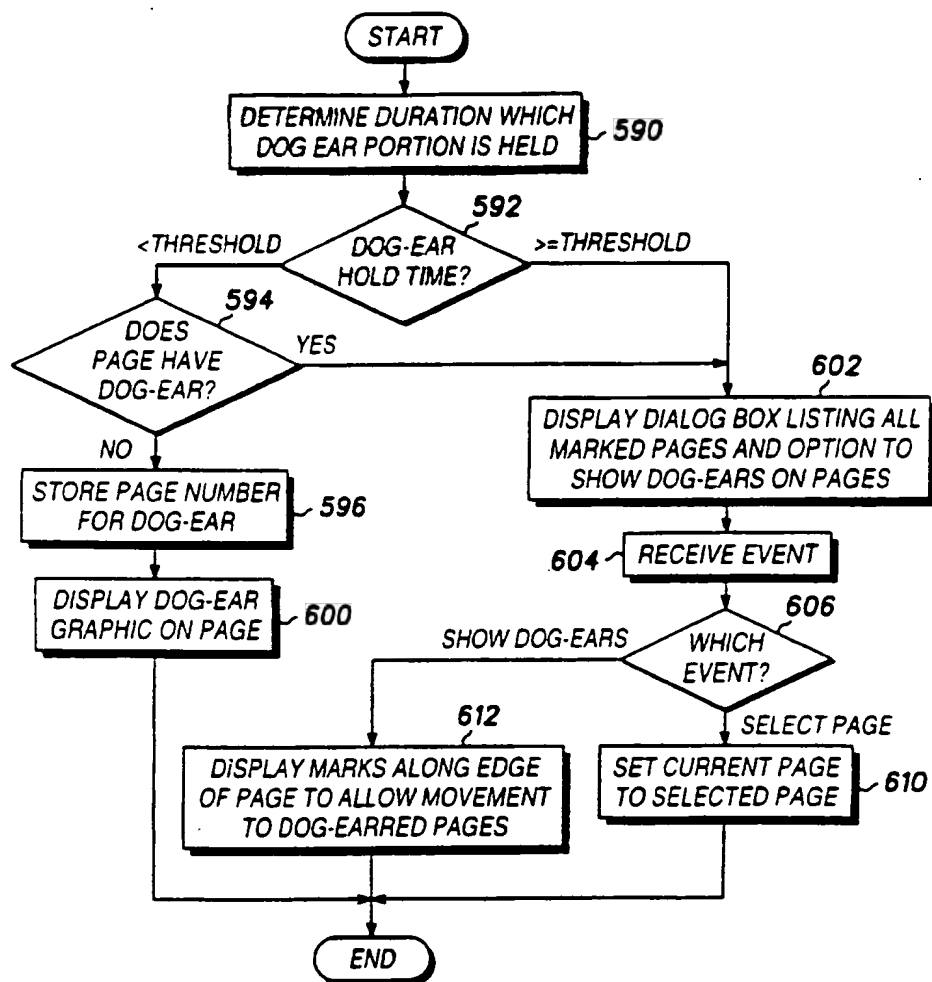 START
DETERMINE DURATION WHICH
DOG EAR PORTION IS HELD
590
592
<THRESHOLD
DOG-EAR
HOLD TIME?
>=THRESHOLD
594
DOES
PAGE HAVE
DOG-EAR?
YES
NO
602
DISPLAY DIALOG BOX LISTING ALL
MARKED PAGES AND OPTION TO
SHOW DOG-EARS ON PAGES
STORE PAGE NUMBER
FOR DOG-EAR
596
604
RECEIVE EVENT
DISPLAY DOG-EAR
GRAPHIC ON PAGE
600
606
SHOW DOG-EARS
WHICH
EVENT?
SELECT PAGE
612
DISPLAY MARKS ALONG EDGE
OF PAGE TO ALLOW MOVEMENT
TO DOG-EARRED PAGES
SET CURRENT PAGE
TO SELECTED PAGE
610
END